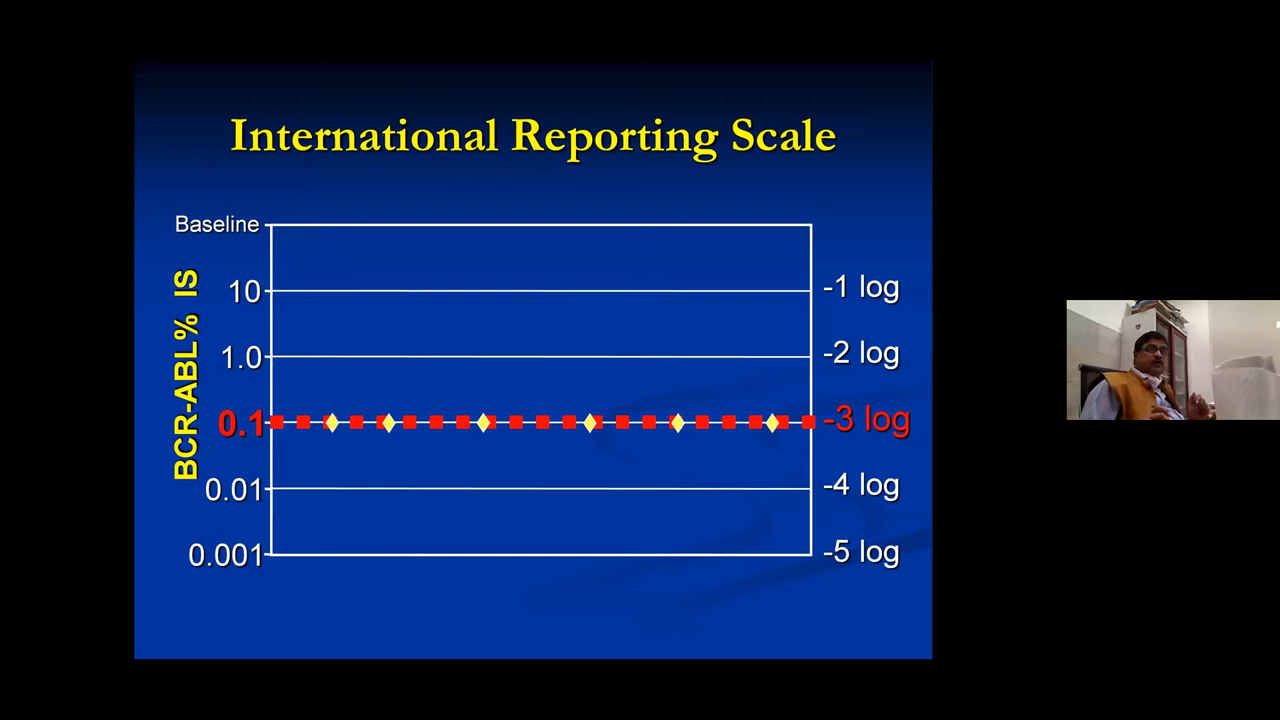 International Reporting Scale
Baseline
BCR-ABL% IS
10
-1 log
1.0
-2 log
0.1
-3 log
0.01
-4 log
0.001
-5 log